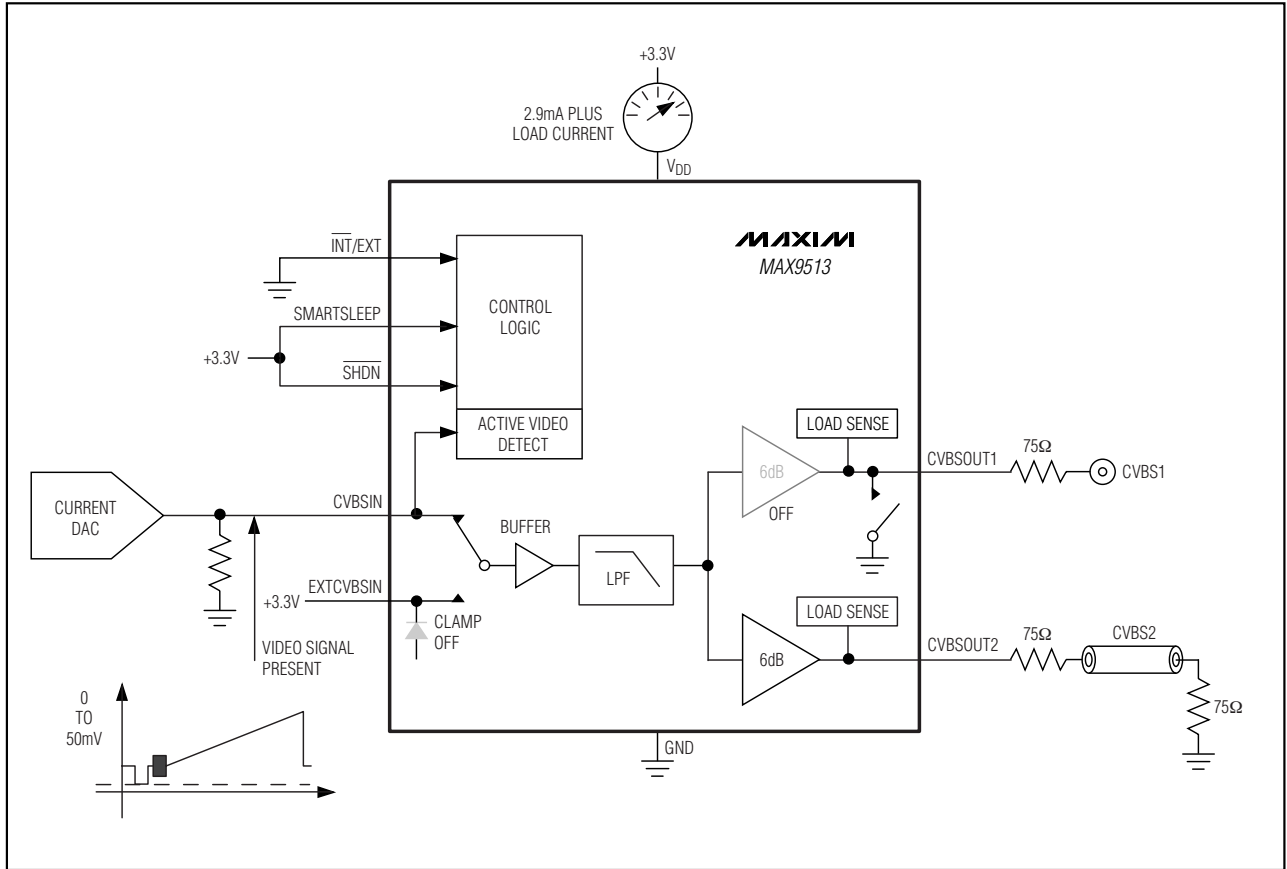 +3.3V
2.9mA PLUS
LOAD CURRENT
VDD
INT/EXT
SMARTSLEEP
+3.3V
SHDN
CONTROL
LOGIC
ACTIVE VIDEO
DETECT
MAXIM
MAX9513
LOAD SENSE
6dB
OFF
CVBSOUT1
75Ω
CVBS1
CURRENT
DAC
CVBSIN
BUFFER
LPF
EXTCVBSIN
+3.3V
CLAMP
OFF
VIDEO SIGNAL
PRESENT
LOAD SENSE
6dB
CVBSOUT2
75Ω
CVBS2
75Ω
0
TO
50mV
GND